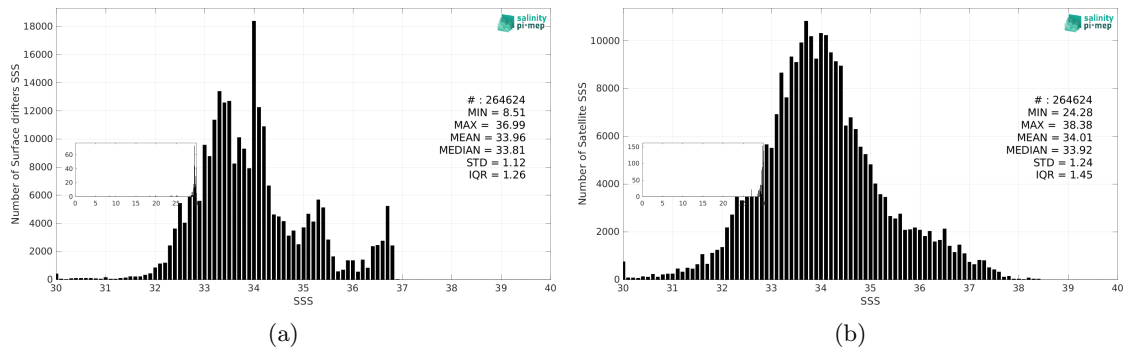 18000
16000
14000
12000
10000
8000
6000
4000
2000
0
Number of Surface drifters SSS
60
40
20
0
0 5 10 15 20 25
salinity
pi-mep
# : 264624
MIN = 8.51
MAX = 36.99
MEAN = 33.96
MEDIAN = 33.81
STD = 1.12
IQR = 1.26
30 31 32 33 34 35 36 37 38 39 40
SSS
(a)
10000
8000
6000
4000
2000
0
Number of Satellite SSS
150
100
50
0
0 5 10 15 20
salinity
pi-mep
# : 264624
MIN = 24.28
MAX = 38.38
MEAN = 34.01
MEDIAN = 33.92
STD = 1.24
IQR = 1.45
30 31 32 33 34 35 36 37 38 39 40
SSS
(b)